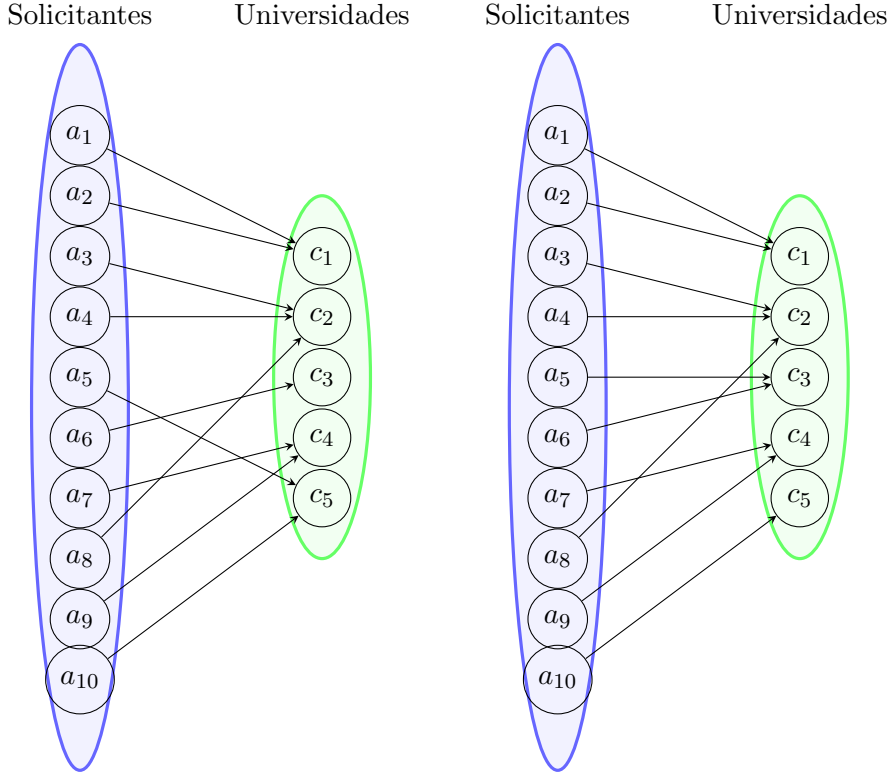 Solicitantes Universidades Solicitantes Universidades
a₁ a₁
a₂ a₂
a₃ c₁ a₃ c₁
a₄ c₂ a₄ c₂
a₅ c₃ a₅ c₃
a₆ c₄ a₆ c₄
a₇ c₅ a₇ c₅
a₈ a₈
a₉ a₉
a₁₀ a₁₀